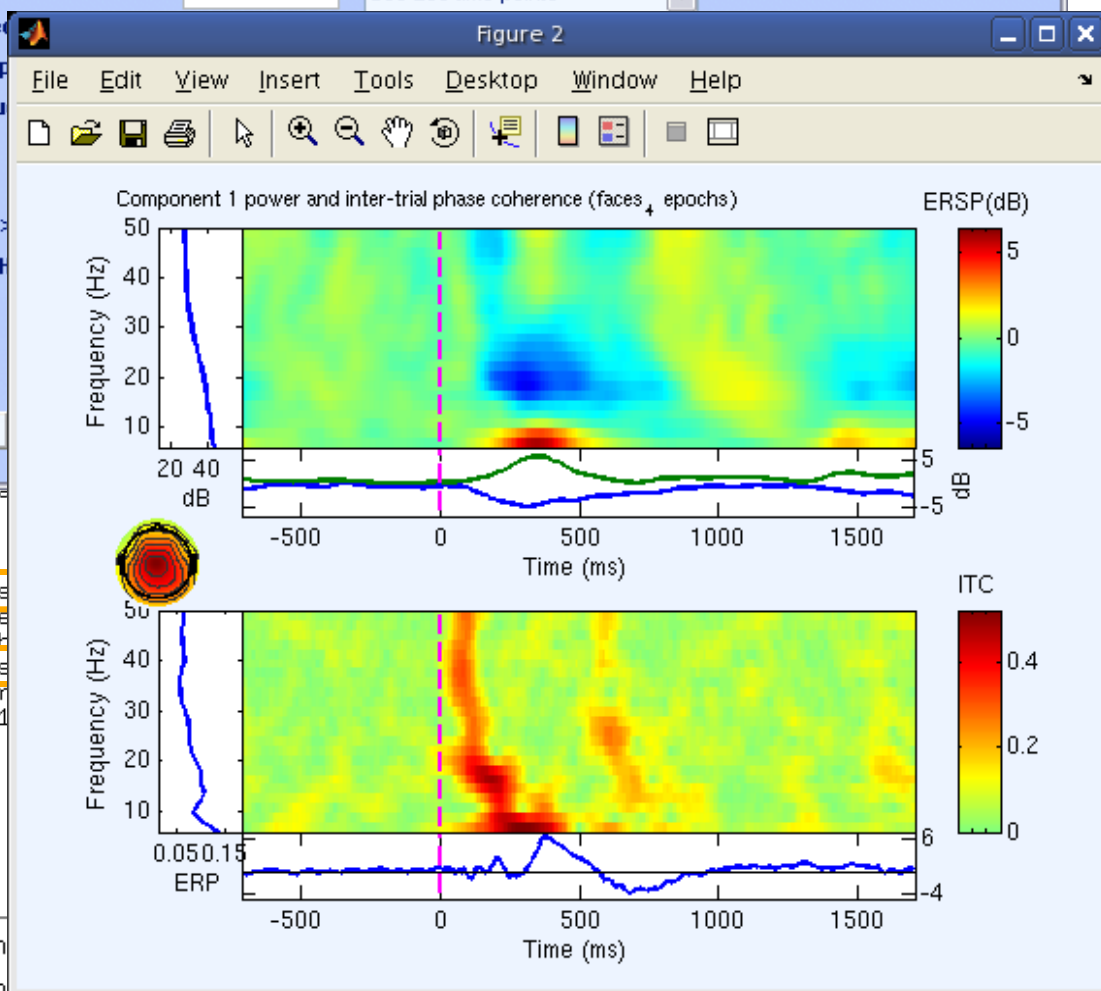 Figure 2
File Edit View Insert Tools Desktop Window Help
Component 1 power and inter-trial phase coherence (faces_4 epochs)
ERSP(dB)
50
40
30
20
10
Frequency (Hz)
5
0
-5
20 40
dB
5
-5
dB
-500 0 500 1000 1500
Time (ms)
ITC
50
40
30
20
10
Frequency (Hz)
0.4
0.2
0
0.05 0.15
ERP
6
-4
-500 0 500 1000 1500
Time (ms)